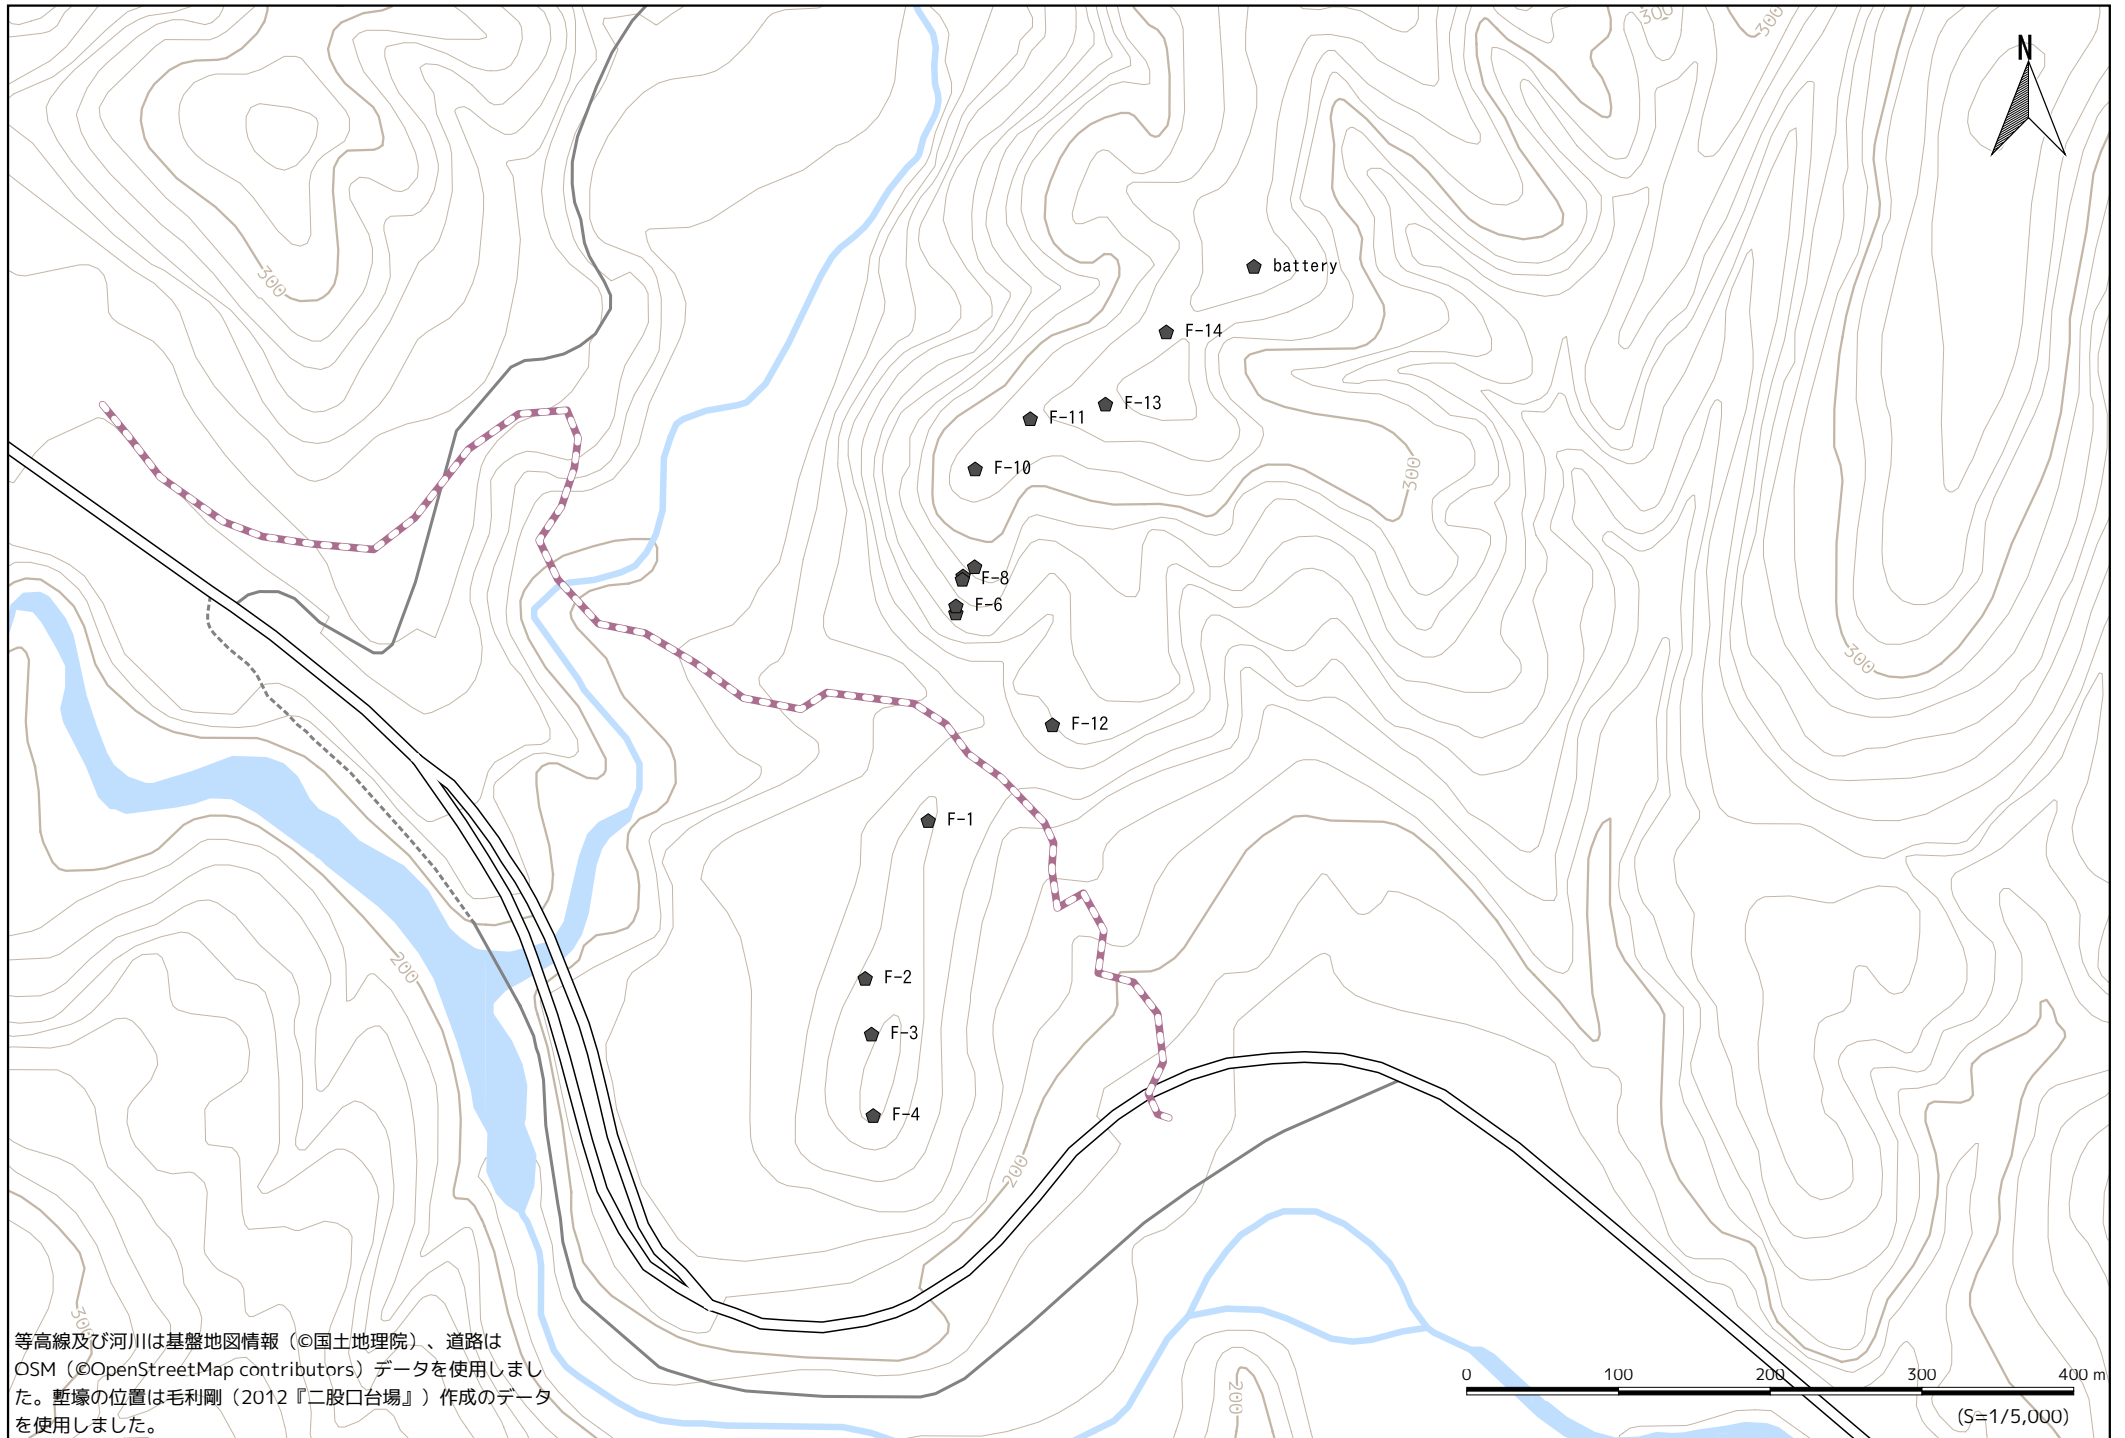 300
300
N
battery
F-14
300
F-13
F-11
300
F-10
F-8
F-6
300
F-12
F-1
200
F-2
F-3
F-4
200
300
200
等高線及び河川は基盤地図情報（©国土地理院）、道路は
OSM（©OpenStreetMap contributors）データを使用しまし
た。塹壕の位置は毛利剛（2012『二股口台場』）作成のデータ
を使用しました。
0 100 200 300 400 m
(S=1/5,000)